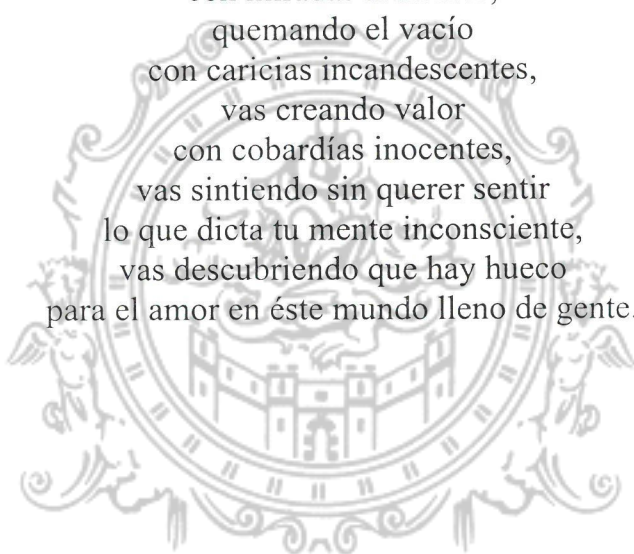 quemando el vacío
con caricias incandescentes,
vas creando valor
con cobardías inocentes,
vas sintiendo sin querer sentir
lo que dicta tu mente inconsciente,
vas descubriendo que hay hueco
para el amor en éste mundo lleno de gente.